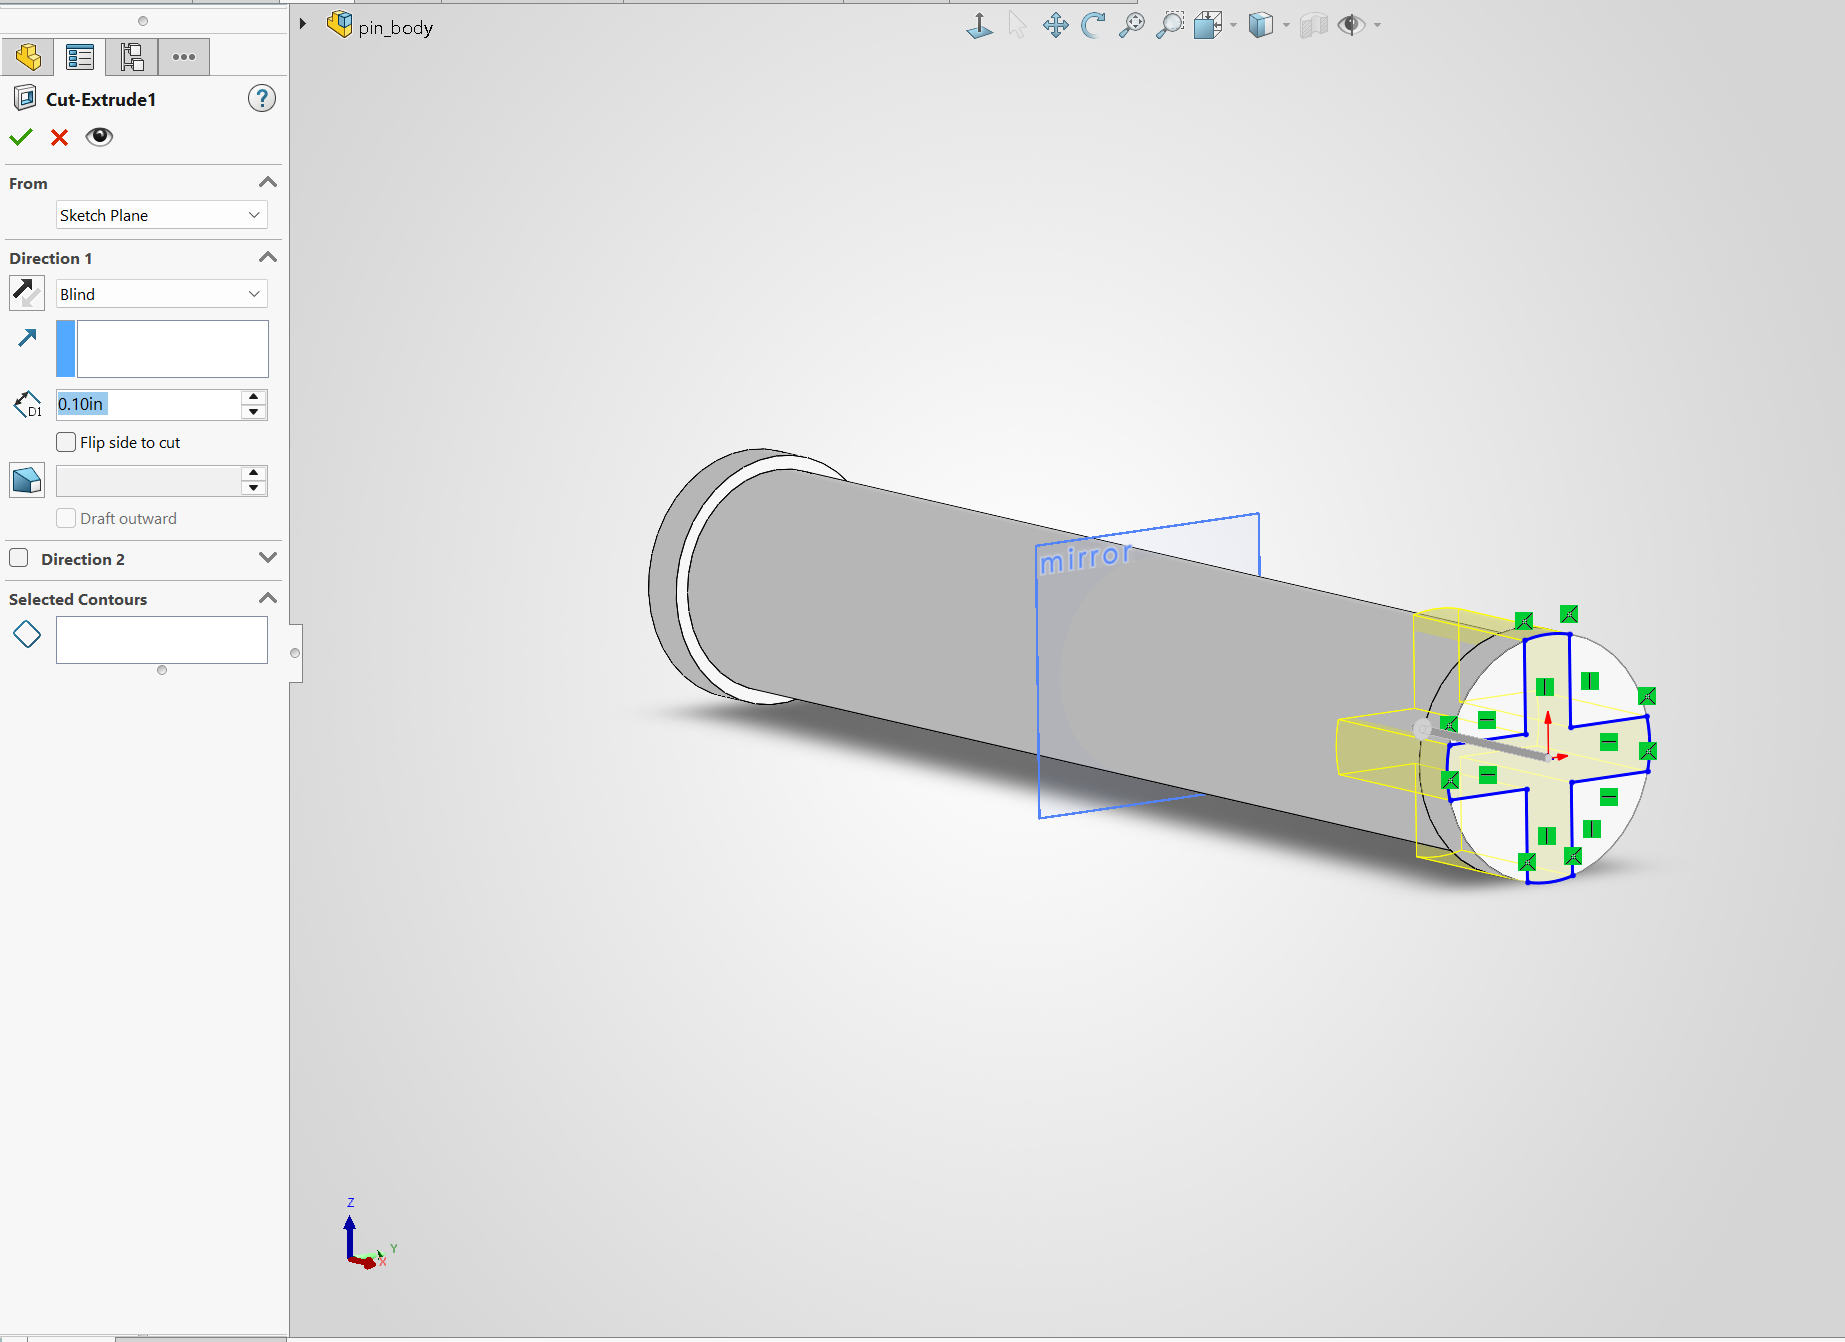 pin_body
Cut-Extrude1
?
From
Sketch Plane
Direction 1
Blind
D1
0.10in
Flip side to cut
Draft outward
Direction 2
Selected Contours
mirror
Z
Y
X